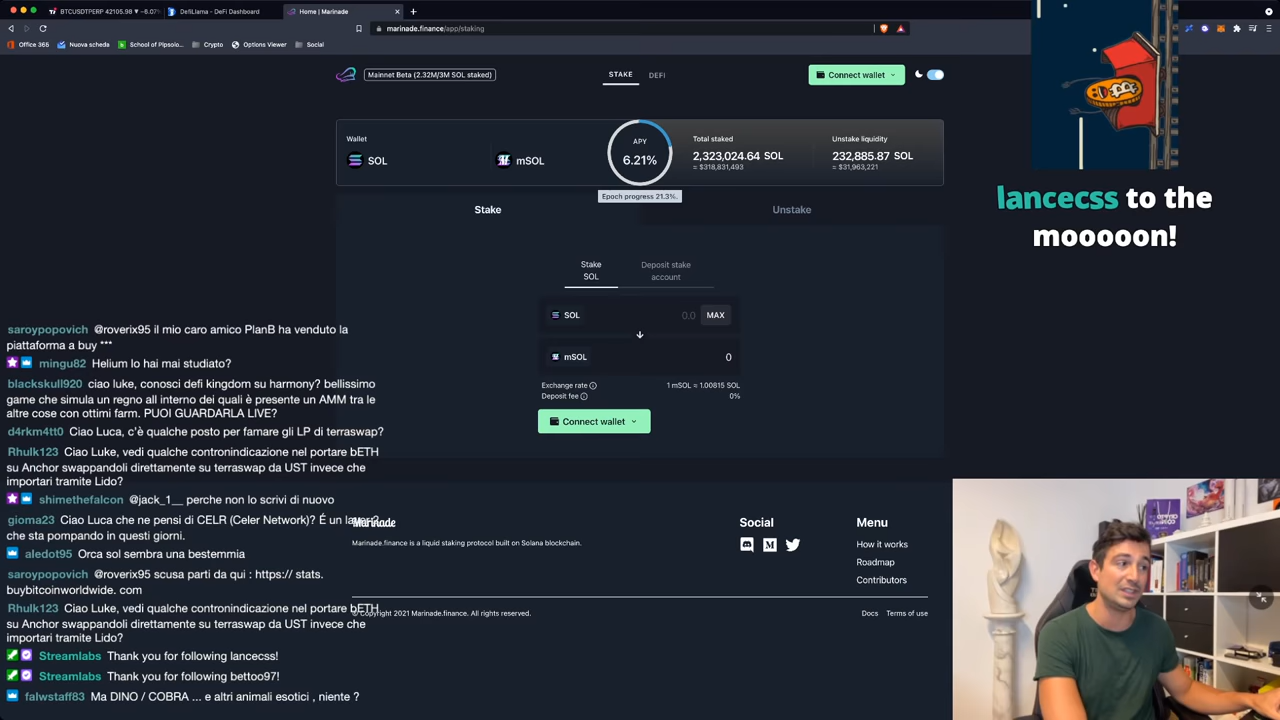 BTCUSDTPERP 42105.98 −6.07%
DefiLlama - DeFi Dashboard
Home | Marinade
marinade.finance/app/staking
Office 365
Nuova scheda
School of Pipsolo...
Crypto
Options Viewer
Social
Mainnet Beta (2.32M/3M SOL staked)
STAKE
DEFI
Connect wallet
Wallet
SOL
mSOL
APY
6.21%
Epoch progress 21.3%.
Total staked
2,323,024.64 SOL
≈ $318,831,493
Unstake liquidity
232,885.87 SOL
≈ $31,963,221
Stake
Unstake
Stake
SOL
Deposit stake
account
SOL
0.0
MAX
mSOL
0
Exchange rate
1 mSOL ≈ 1.00815 SOL
Deposit fee
0%
Connect wallet
lancecss to the
mooooon!
saroypopovich @roverix95 il mio caro amico PlanB ha venduto la
piattaforma a buy ***
mingu82 Helium lo hai mai studiato?
blackskull920 ciao luke, conosci defi kingdom su harmony? bellissimo
game che simula un regno all interno dei quali è presente un AMM tra le
altre cose con ottimi farm. PUOI GUARDARLA LIVE?
d4rkm4tt0 Ciao Luca, c'è qualche posto per famare gli LP di terraswap?
Rhulk123 Ciao Luke, vedi qualche contronindicazione nel portare bETH
su Anchor swappandoli direttamente su terraswap da UST invece che
importari tramite Lido?
shimethefalcon @jack_1__ perche non lo scrivi di nuovo
gioma23 Ciao Luca che ne pensi di CELR (Celer Network)? É un
che sta pompando in questi giorni.
aledot95 Orca sol sembra una bestemmia
saroypopovich @roverix95 scusa parti da qui : https:// stats.
buybitcoinworldwide. com
Rhulk123 Ciao Luke, vedi qualche contronindicazione nel portare bETH
su Anchor swappandoli direttamente su terraswap da UST invece che
importari tramite Lido?
Streamlabs Thank you for following lancecss!
Streamlabs Thank you for following bettoo97!
falwstaff83 Ma DINO / COBRA ... e altri animali esotici , niente ?
Marinade
Marinade.finance is a liquid staking protocol built on Solana blockchain.
Social
Menu
How it works
Roadmap
Contributors
© Copyright 2021 Marinade.finance. All rights reserved.
Docs
Terms of use